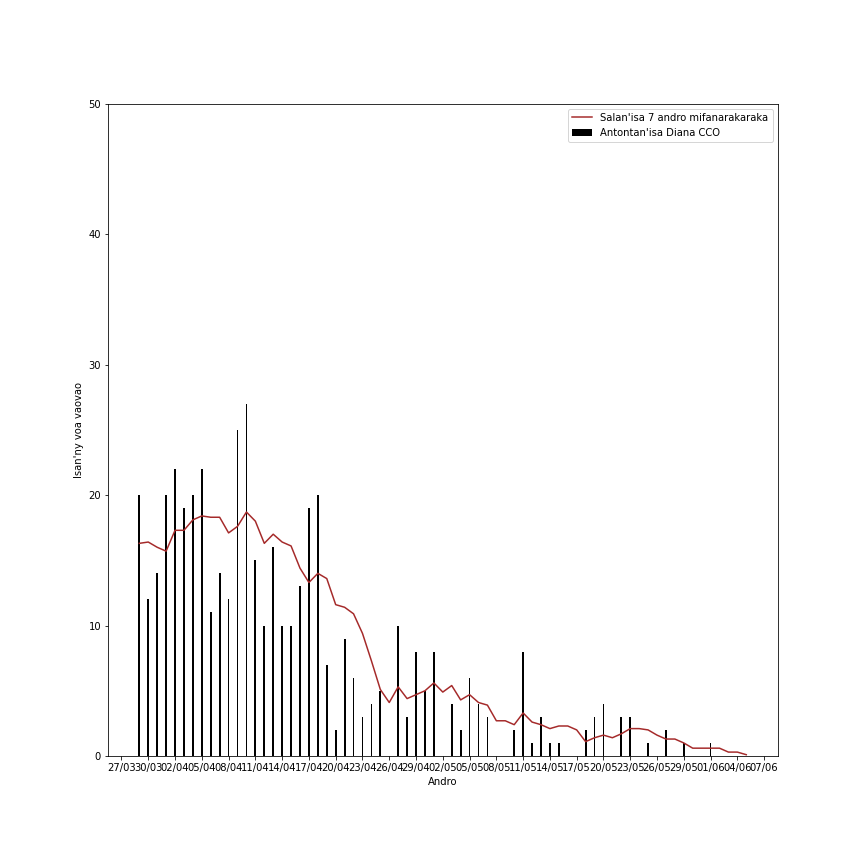 Salan'isa 7 andro mifanarakaraka
Antontan'isa Diana CCO
50
40
30
20
10
0
Isan'ny voa vaovao
27/03 30/03 02/04 05/04 08/04 11/04 14/04 17/04 20/04 23/04 26/04 29/04 02/05 05/05 08/05 11/05 14/05 17/05 20/05 23/05 26/05 29/05 01/06 04/06 07/06
Andro